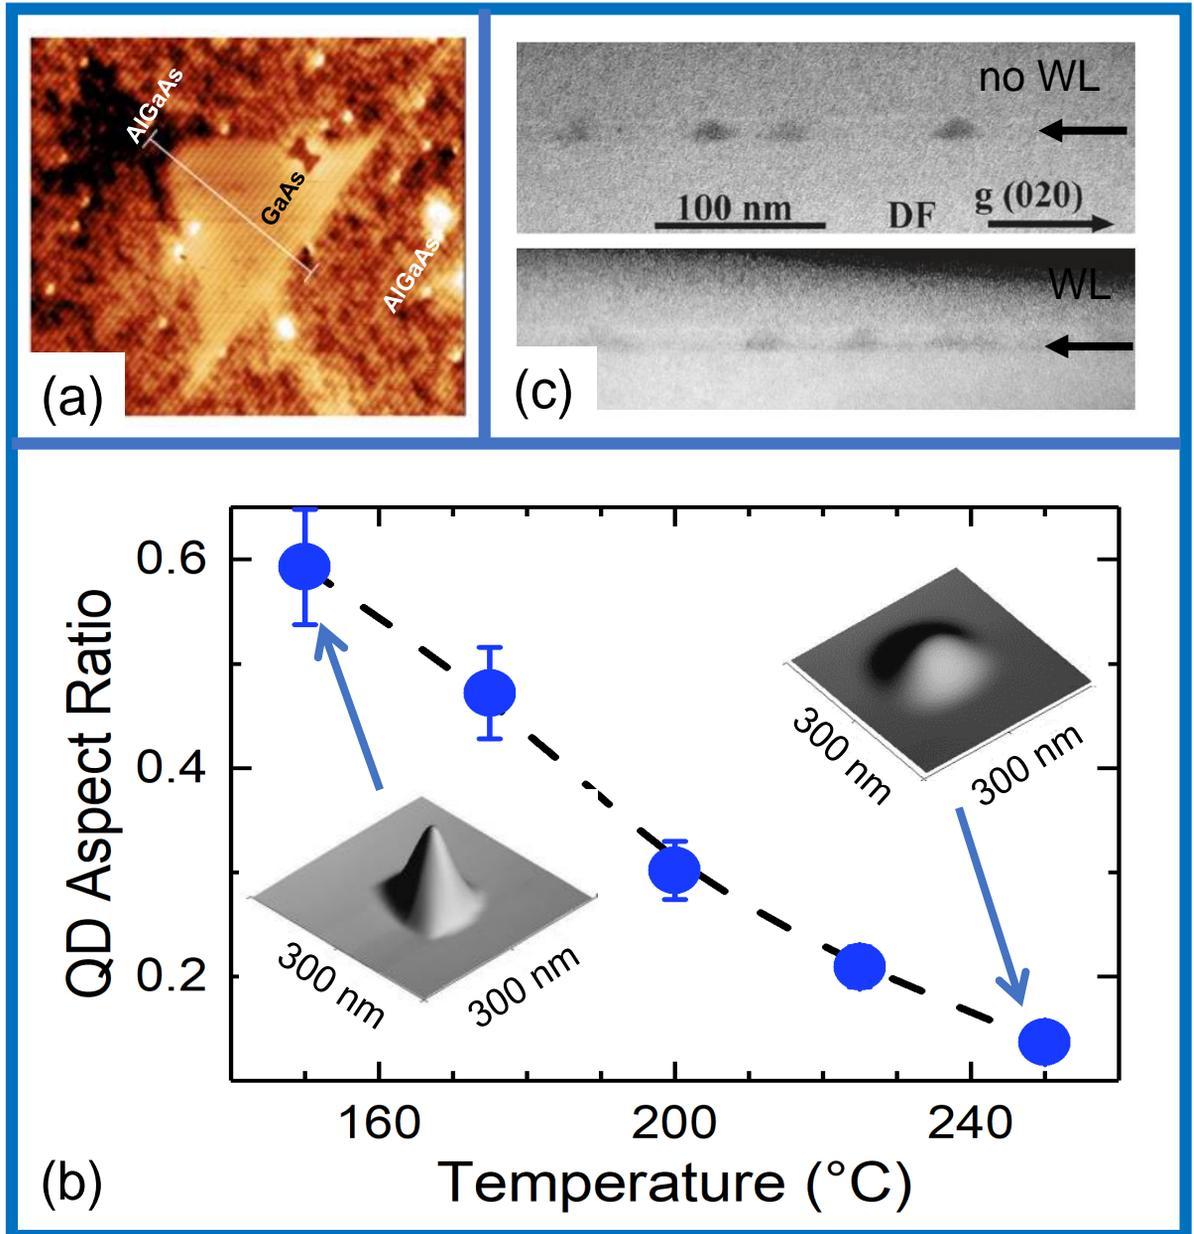 AlGaAs
GaAs
AlGaAs
(a)
no WL
100 nm
DF
g (020)
WL
(c)
0.6
0.4
0.2
QD Aspect Ratio
300 nm
300 nm
300 nm
300 nm
160
200
240
Temperature (°C)
(b)